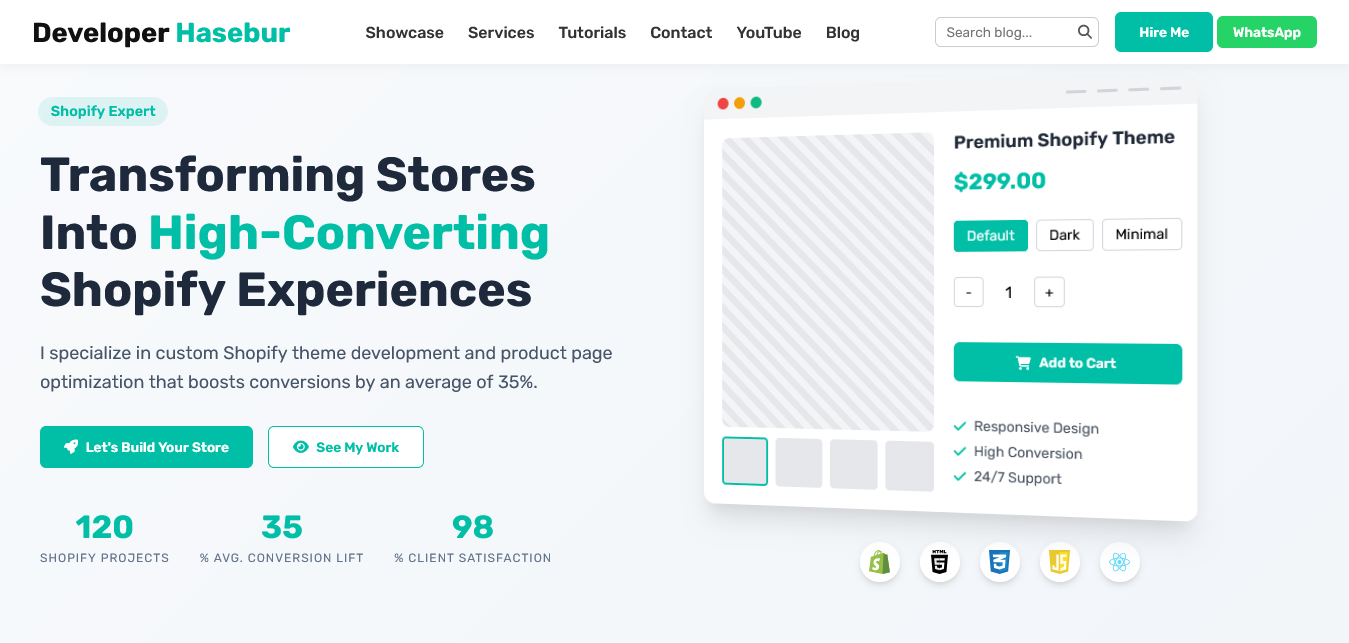 Developer Hasebur
Showcase Services Tutorials Contact YouTube Blog
Search blog...
Hire Me
WhatsApp
Shopify Expert
Transforming Stores
Into High-Converting
Shopify Experiences
I specialize in custom Shopify theme development and product page
optimization that boosts conversions by an average of 35%.
Let's Build Your Store
See My Work
120
SHOPIFY PROJECTS
35
% AVG. CONVERSION LIFT
98
% CLIENT SATISFACTION
Premium Shopify Theme
$299.00
Default Dark Minimal
- 1 +
Add to Cart
Responsive Design
High Conversion
24/7 Support
S
HTML
5
3
JS